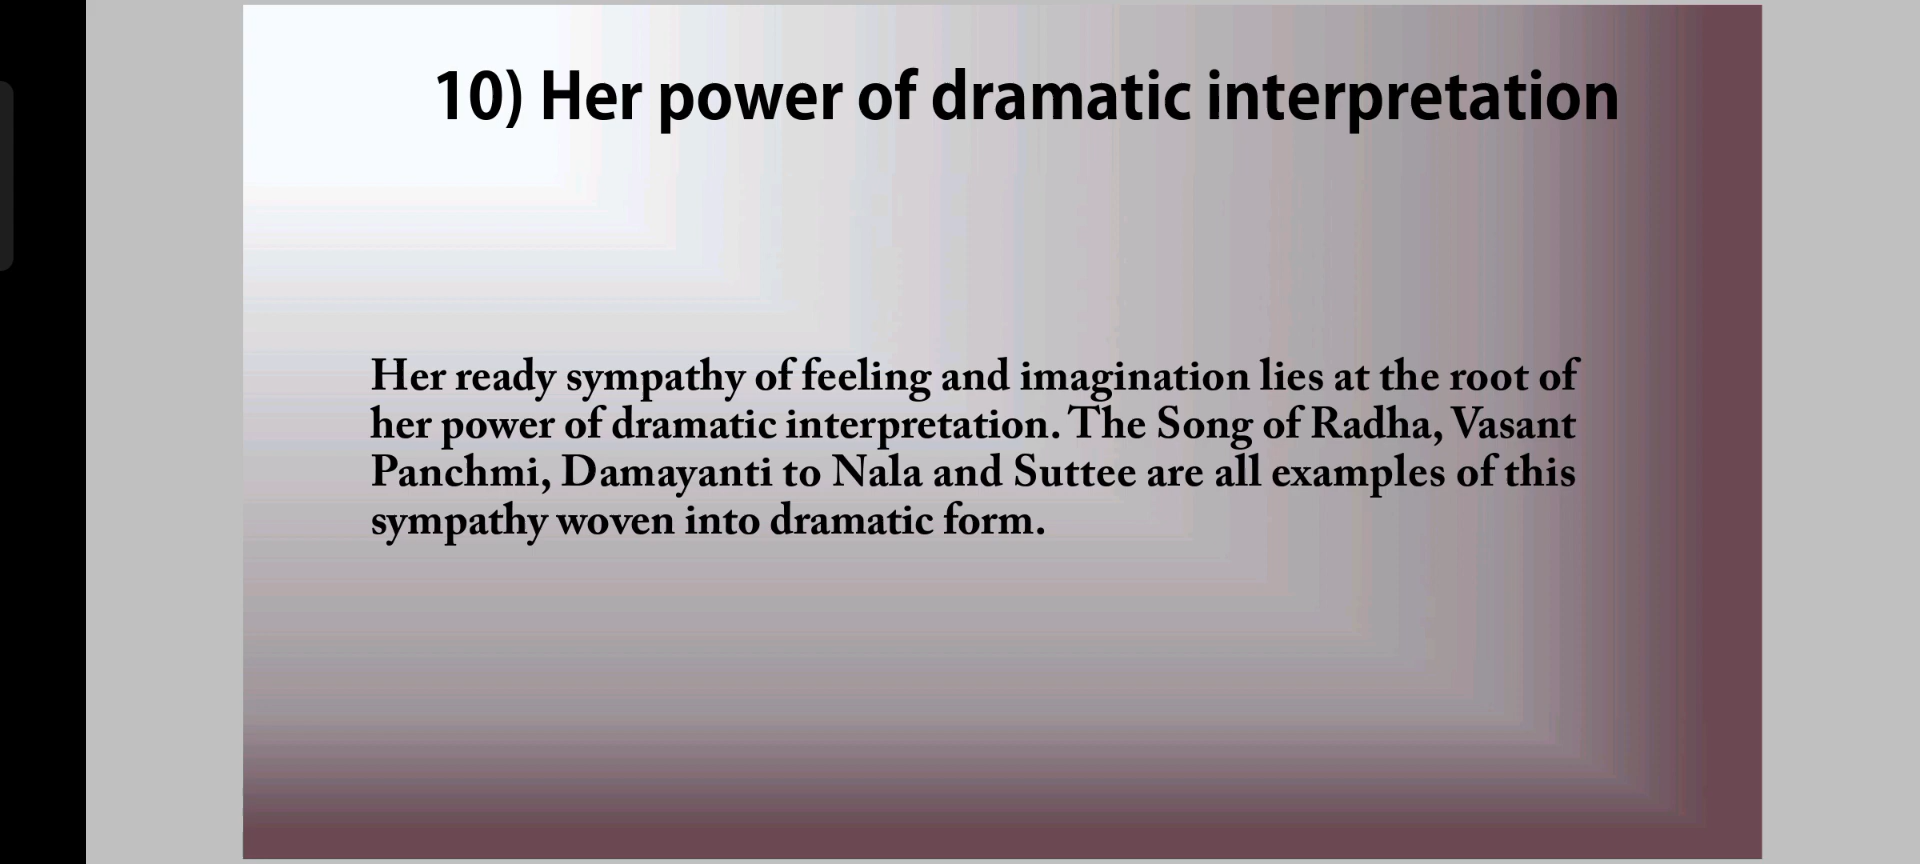 10) Her power of dramatic interpretation
Her ready sympathy of feeling and imagination lies at the root of
her power of dramatic interpretation. The Song of Radha, Vasant
Panchmi, Damayanti to Nala and Suttee are all examples of this
sympathy woven into dramatic form.